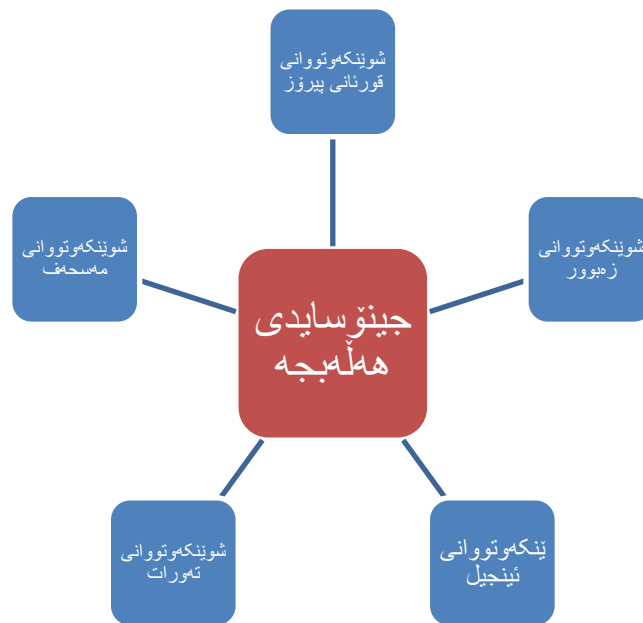 شوێنکەوتووانی
قورئانی پیرۆز
شوێنکەوتووانی
زەبوور
ێنکەوتووانی
ئینجیل
شوێنکەوتووانی
تەورات
شوێنکەوتووانی
مەسحەف
جینۆسایدی
هەڵەبجە